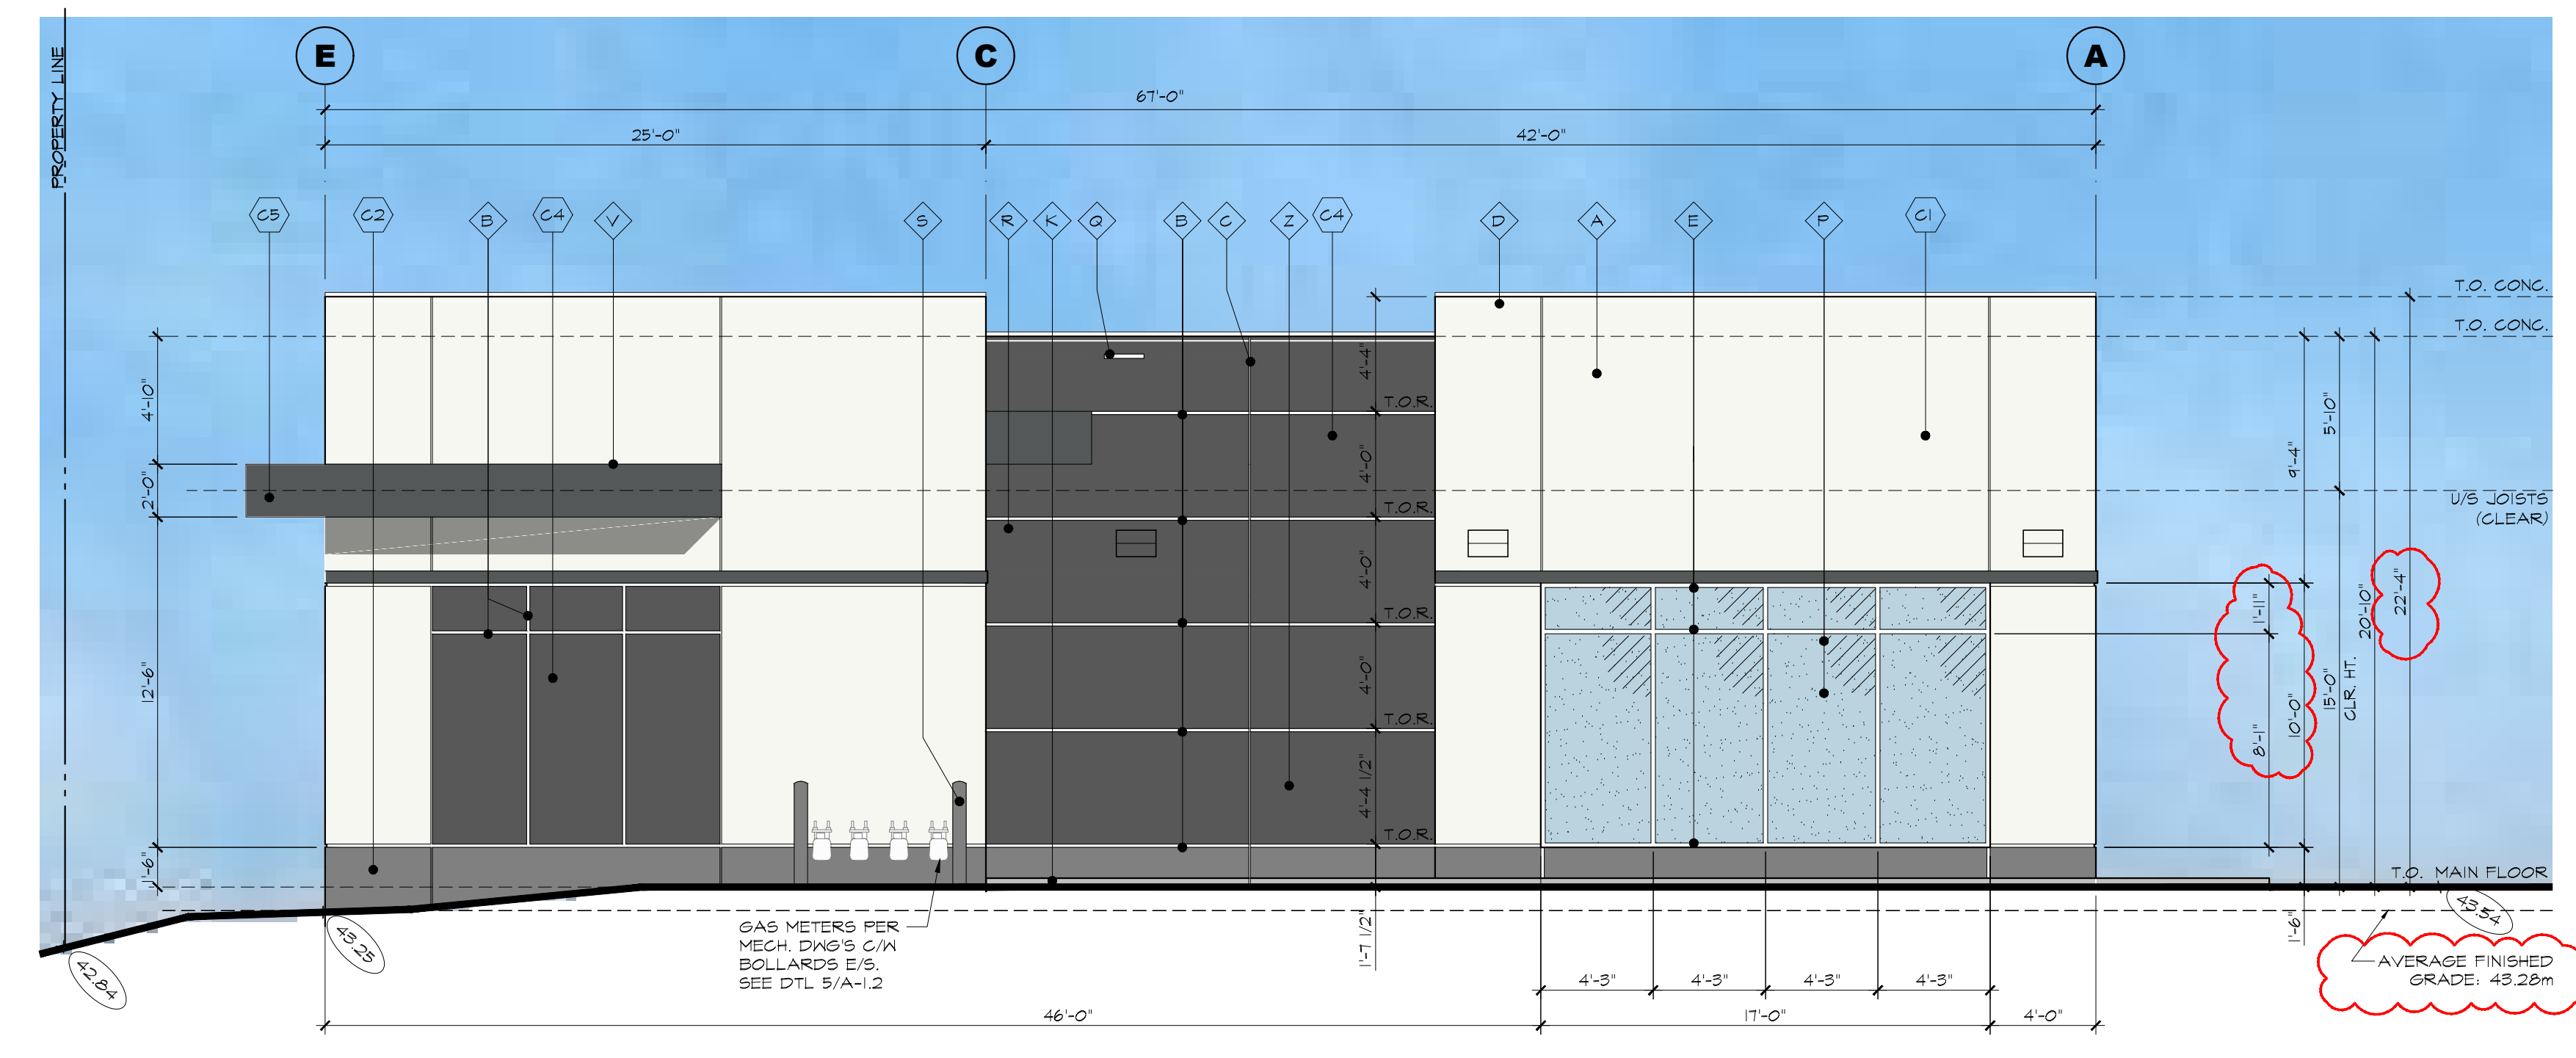 PROPERTY LINE
E
C
A
67'-0"
25'-0"
42'-0"
C5
C2
B
C4
V
S
R
K
Q
B
C
Z
C4
D
A
E
P
C1
T.O. CONC.
T.O. CONC.
4'-10"
2'-0"
12'-6"
1'-6"
4'-4"
T.O.R.
4'-0"
T.O.R.
4'-0"
T.O.R.
4'-0"
T.O.R.
4'-4 1/2"
T.O.R.
1'-7 1/2"
5'-10"
9'-4"
U/S JOISTS
(CLEAR)
22'-4"
20'-10"
1'-11"
15'-0"
CLR. HT.
10'-0"
8'-1"
T.O. MAIN FLOOR
1'-6"
43.54
43.25
42.84
GAS METERS PER
MECH. DWG'S C/W
BOLLARDS E/S.
SEE DTL 5/A-1.2
AVERAGE FINISHED
GRADE: 43.28m
4'-3"
4'-3"
4'-3"
4'-3"
46'-0"
17'-0"
4'-0"